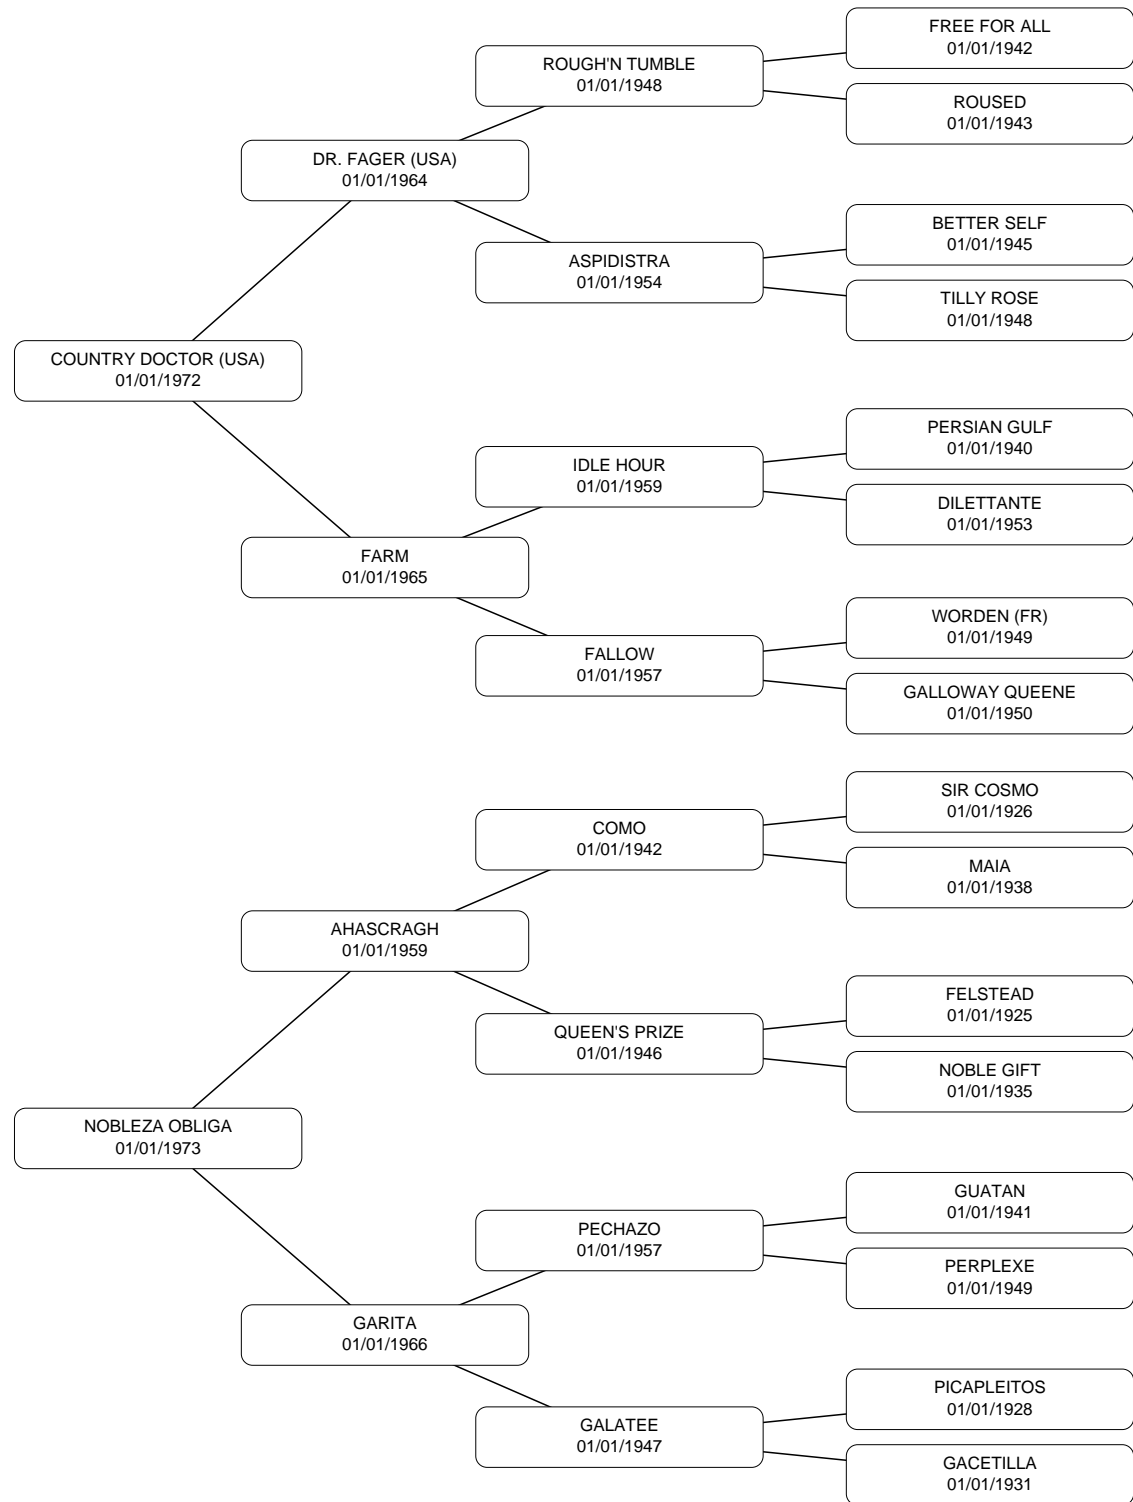 FREE FOR ALL
01/01/1942
ROUGH'N TUMBLE
01/01/1948
ROUSED
01/01/1943
DR. FAGER (USA)
01/01/1964
BETTER SELF
01/01/1945
ASPIDISTRA
01/01/1954
TILLY ROSE
01/01/1948
COUNTRY DOCTOR (USA)
01/01/1972
PERSIAN GULF
01/01/1940
IDLE HOUR
01/01/1959
DILETTANTE
01/01/1953
FARM
01/01/1965
WORDEN (FR)
01/01/1949
FALLOW
01/01/1957
GALLOWAY QUEENE
01/01/1950
SIR COSMO
01/01/1926
COMO
01/01/1942
MAIA
01/01/1938
AHASCRAGH
01/01/1959
FELSTEAD
01/01/1925
QUEEN'S PRIZE
01/01/1946
NOBLE GIFT
01/01/1935
NOBLEZA OBLIGA
01/01/1973
GUATAN
01/01/1941
PECHAZO
01/01/1957
PERPLEXE
01/01/1949
GARITA
01/01/1966
PICAPLEITOS
01/01/1928
GALATEE
01/01/1947
GACETILLA
01/01/1931